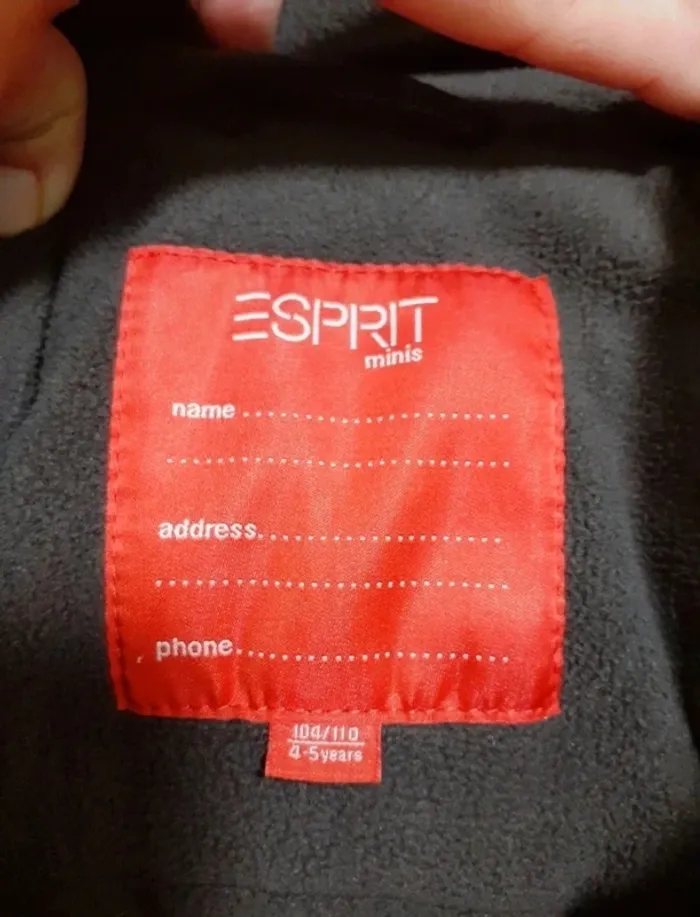 ESPRIT
minis
name
address
phone
104/110
4-5years